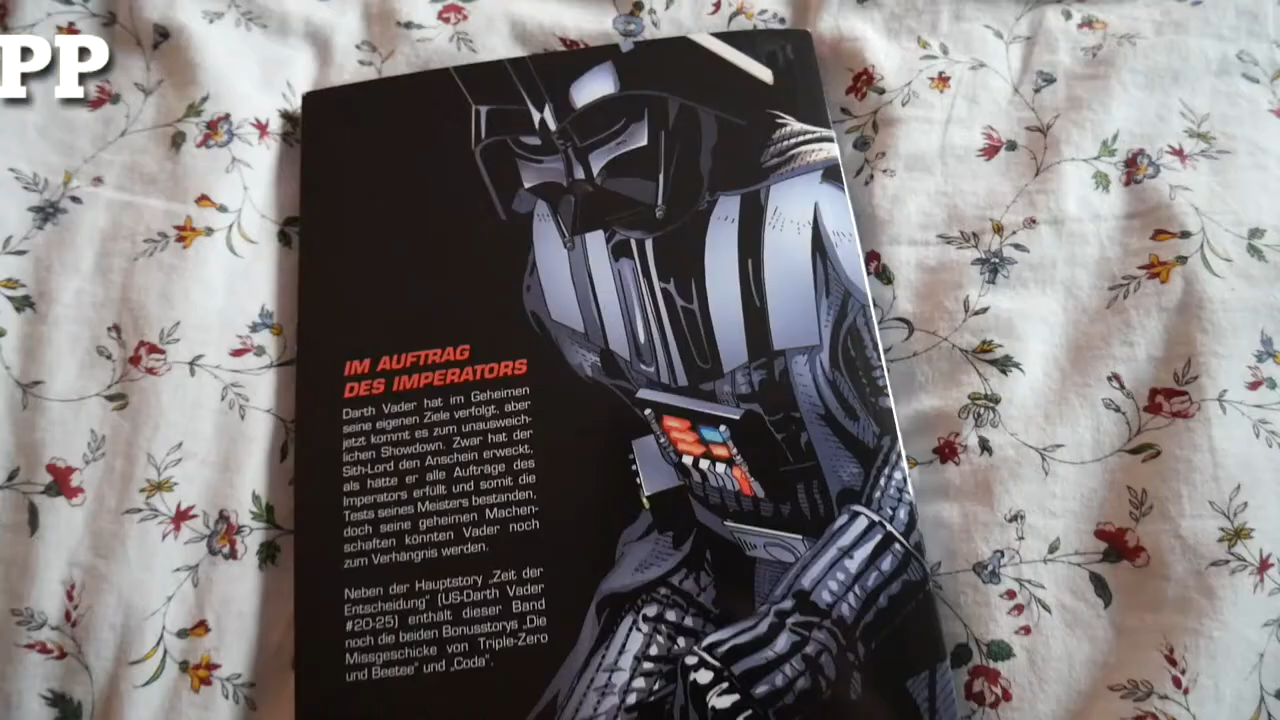 PP
IM AUFTRAG
DES IMPERATORS
Darth Vader hat im Geheimen
seine eigenen Ziele verfolgt, aber
jetzt kommt es zum unausweich-
lichen Showdown. Zwar hat der
Sith-Lord den Anschein erweckt,
als hätte er alle Aufträge des
Imperators erfüllt und somit die
Tests seines Meisters bestanden,
doch seine geheimen Machen-
schaften könnten Vader noch
zum Verhängnis werden.
Neben der Hauptstory „Zeit der
Entscheidung“ (US-Darth Vader
#20-25) enthält dieser Band
noch die beiden Bonusstorys „Die
Missgeschicke von Triple-Zero
und Beetee“ und „Coda“.